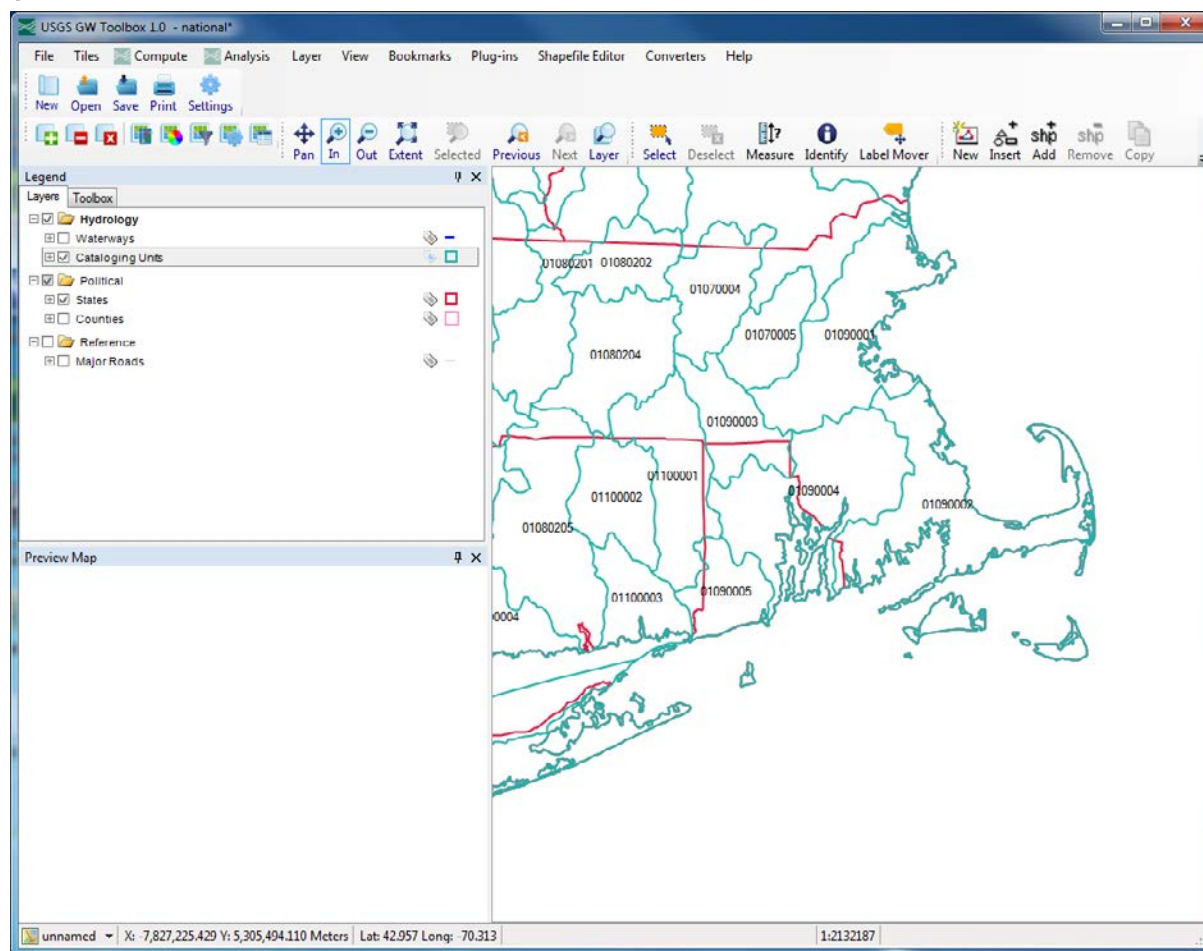 USGS GW Toolbox 1.0 - national*
File Tiles Compute Analysis Layer View Bookmarks Plug-ins Shapefile Editor Converters Help
New Open Save Print Settings
Pan In Out Extent Selected Previous Next Layer Select Deselect Measure Identify Label Mover New Insert shp Add shp Remove Copy
Legend
Layers Toolbox
Hydrology
Waterways
Cataloging Units
Political
States
Counties
Reference
Major Roads
Preview Map
01080201 01080202
01070004
01070005 01090001
01080204
01090003
01100001
01100002 01090004
01090002
01080205
01100003 01090005
0004
unnamed X: -7,827,225.429 Y: 5,305,494.110 Meters Lat: 42.957 Long: -70.313 1:2132187